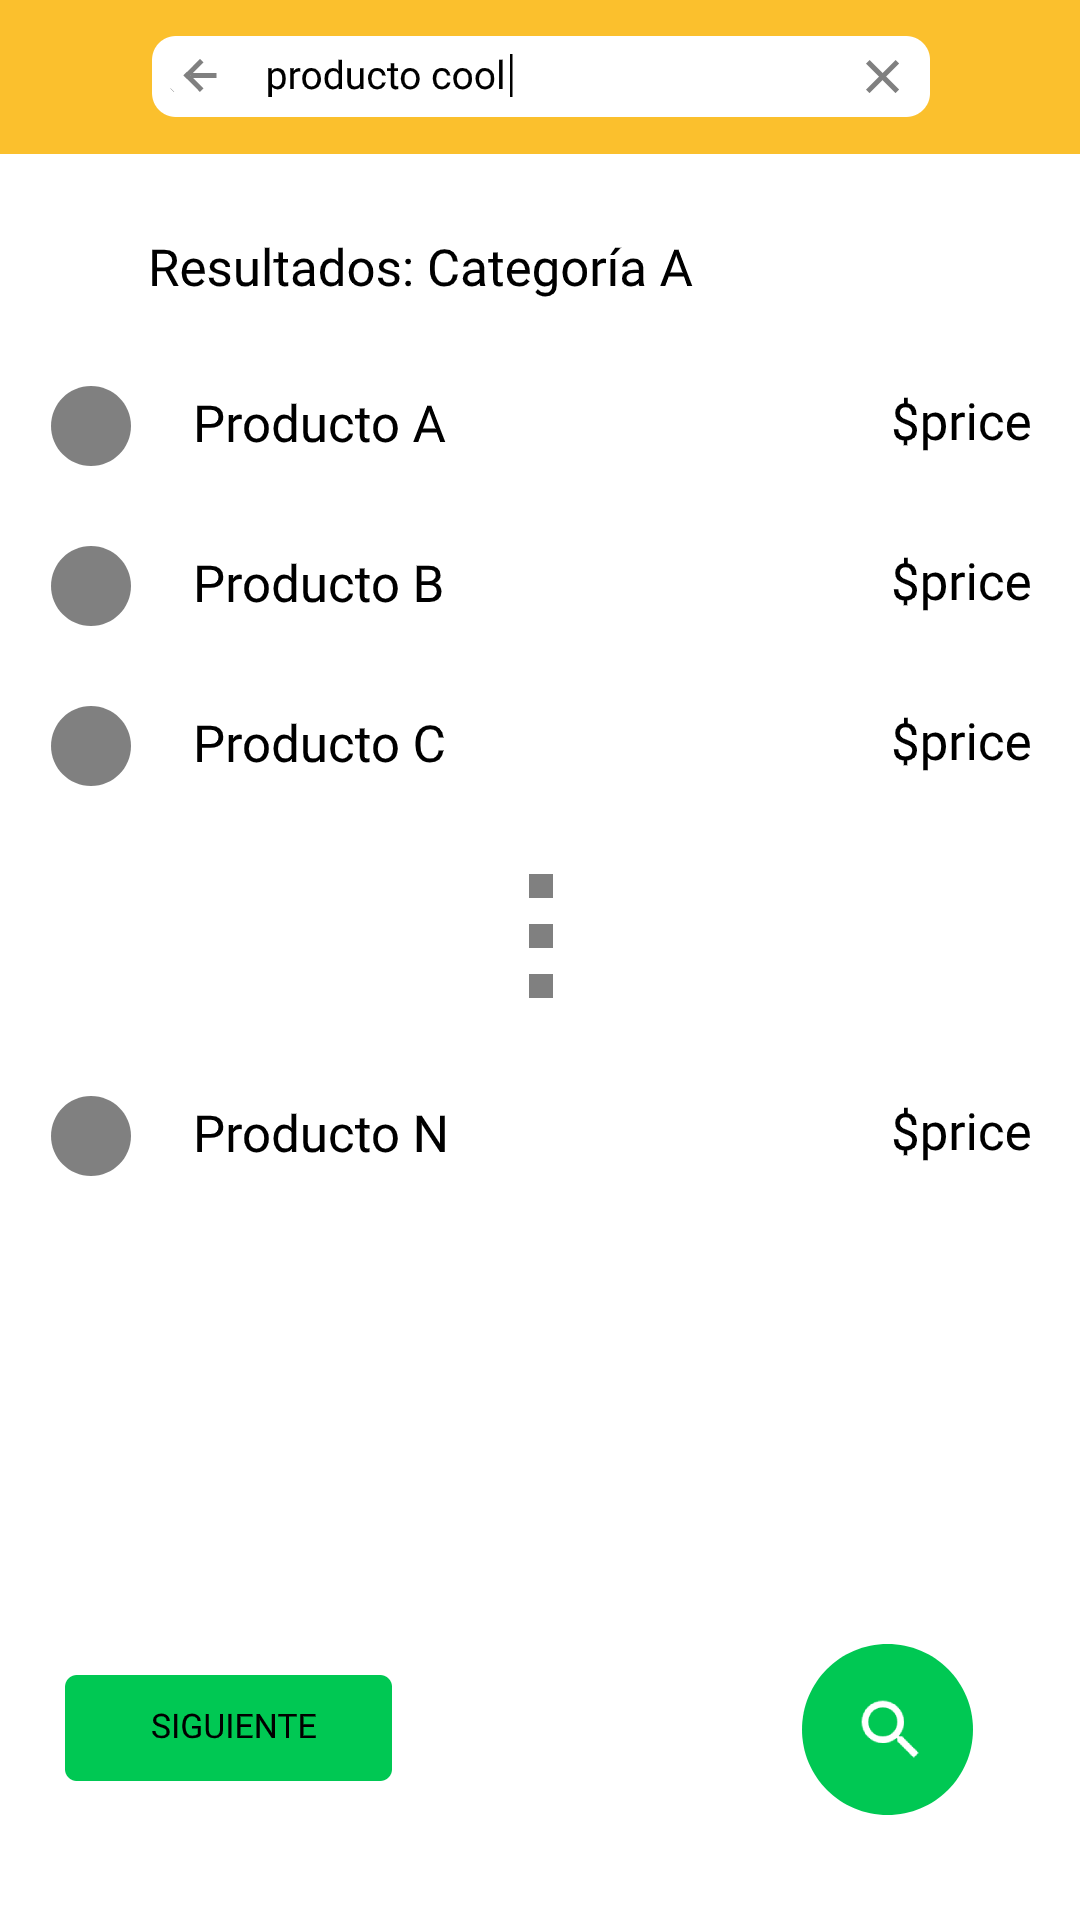 producto cool
Resultados: Categoría A
Producto A $price
Producto B $price
Producto C $price
Producto N $price
SIGUIENTE